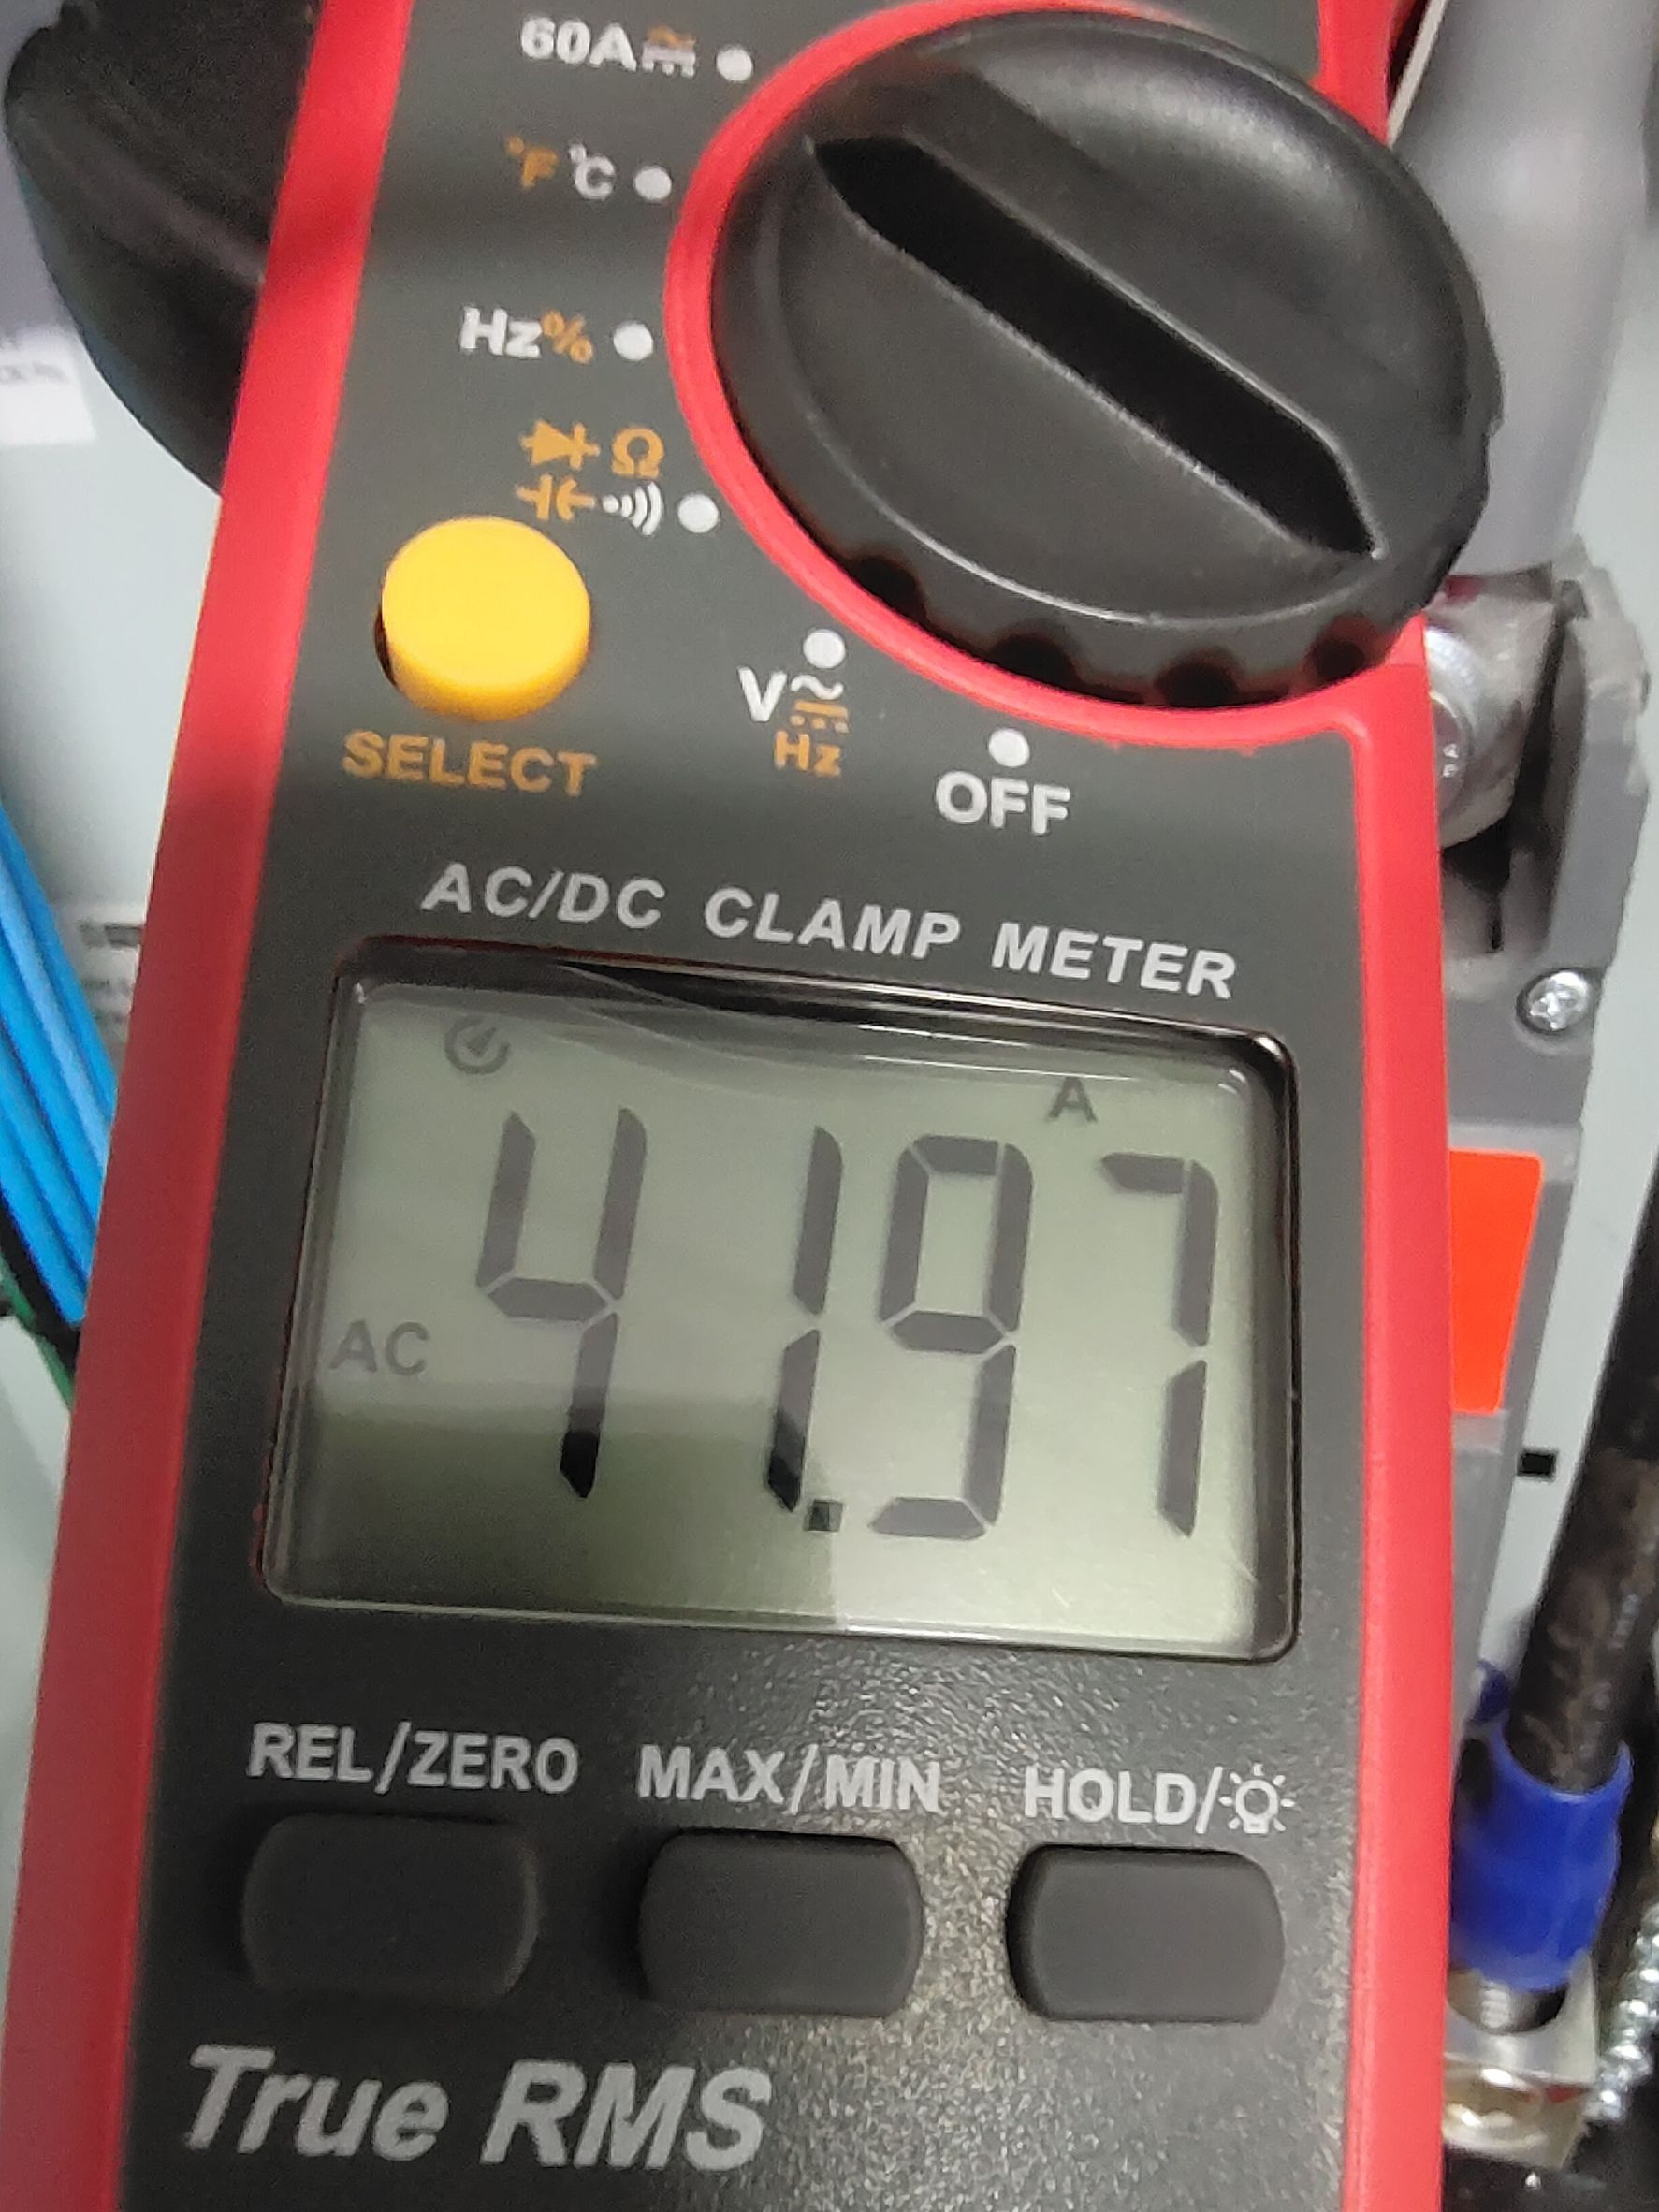 60A
°F °C
Hz%
Ω
SELECT
V
Hz
OFF
AC/DC CLAMP METER
A
41.97
AC
REL/ZERO MAX/MIN HOLD/
True RMS